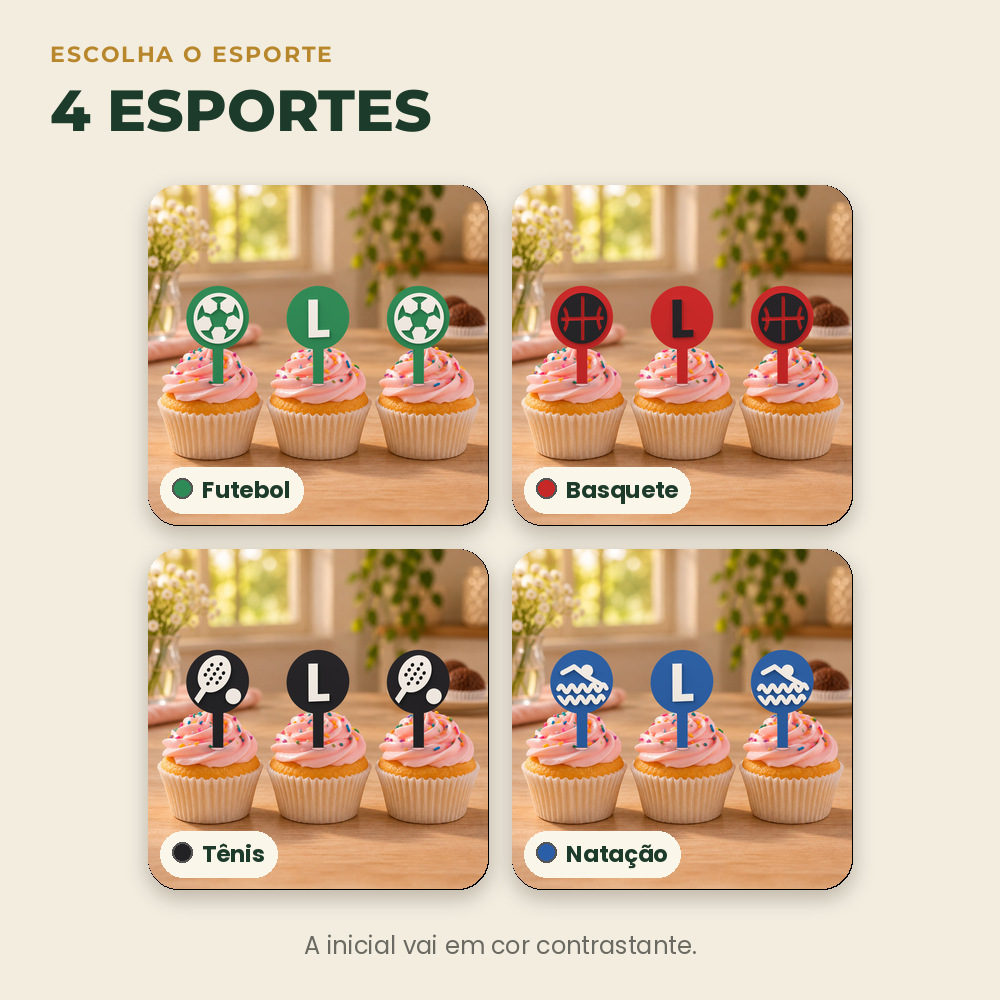 ESCOLHA O ESPORTE
4 ESPORTES
L
L
Futebol
Basquete
L
L
Tênis
Natação
A inicial vai em cor contrastante.